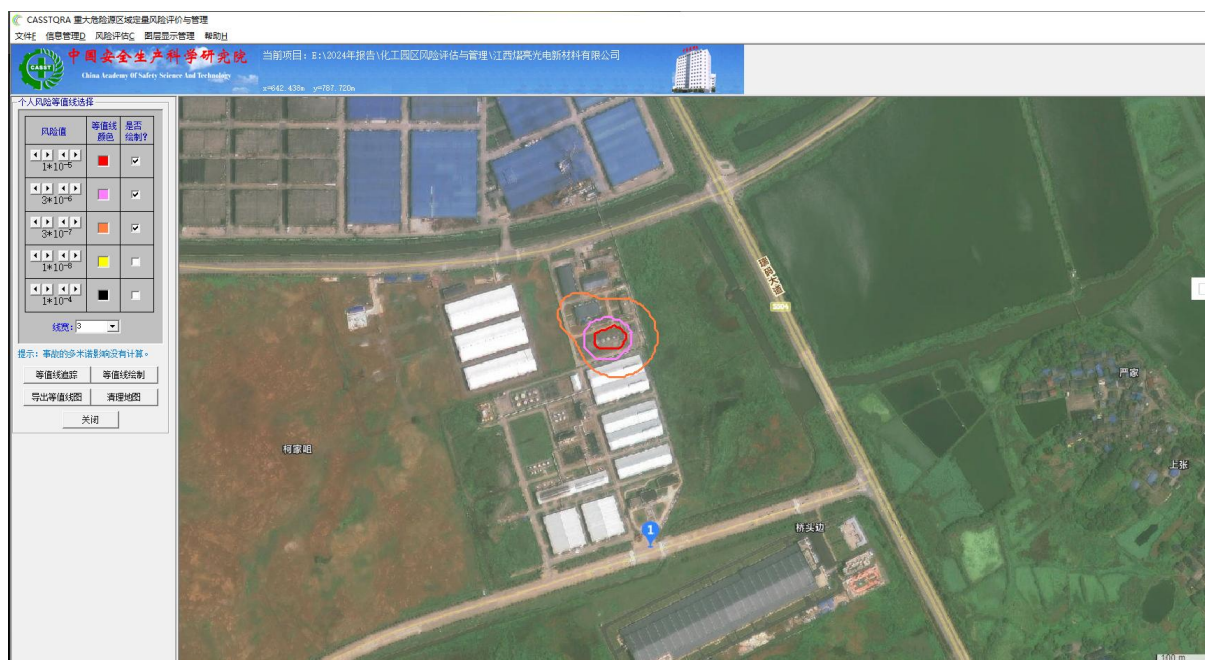 CASSTQRA 重大危险源区域定量风险评价与管理
文件F 信息管理D 风险评估C 图层显示管理 帮助H
CASST
中国安全生产科学研究院
China Academy Of Safety Science And Technology
当前项目：E:\2024年报告\化工园区风险评估与管理\江西熠亮光电新材料有限公司
x=642.438m y=787.720m
个人风险等值线选择
风险值 等值线颜色 是否绘制?
1*10-5
3*10-6
3*10-7
1*10-8
1*10-4
线宽: 3
提示：事故的多米诺影响没有计算。
等值线追踪 等值线绘制
导出等值线图 清理地图
关闭
严家
柯家咀
上张
1
桥头边
100 m